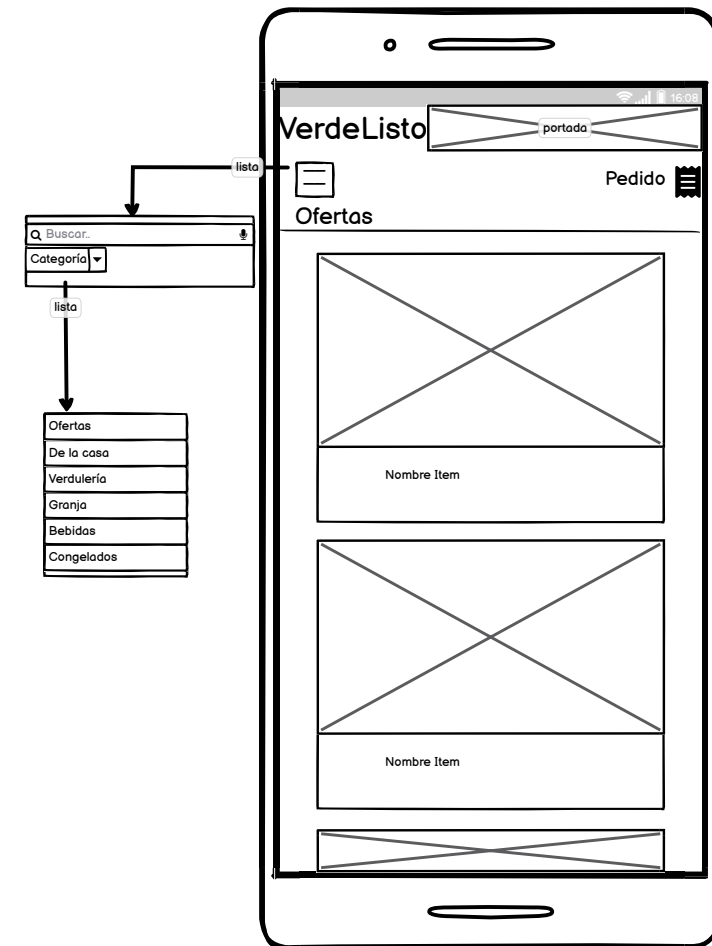 16:08
VerdeListo
portada
lista
Pedido
Ofertas
Buscar..
Categoría
lista
Ofertas
De la casa
Verdulería
Granja
Bebidas
Congelados
Nombre Item
Nombre Item